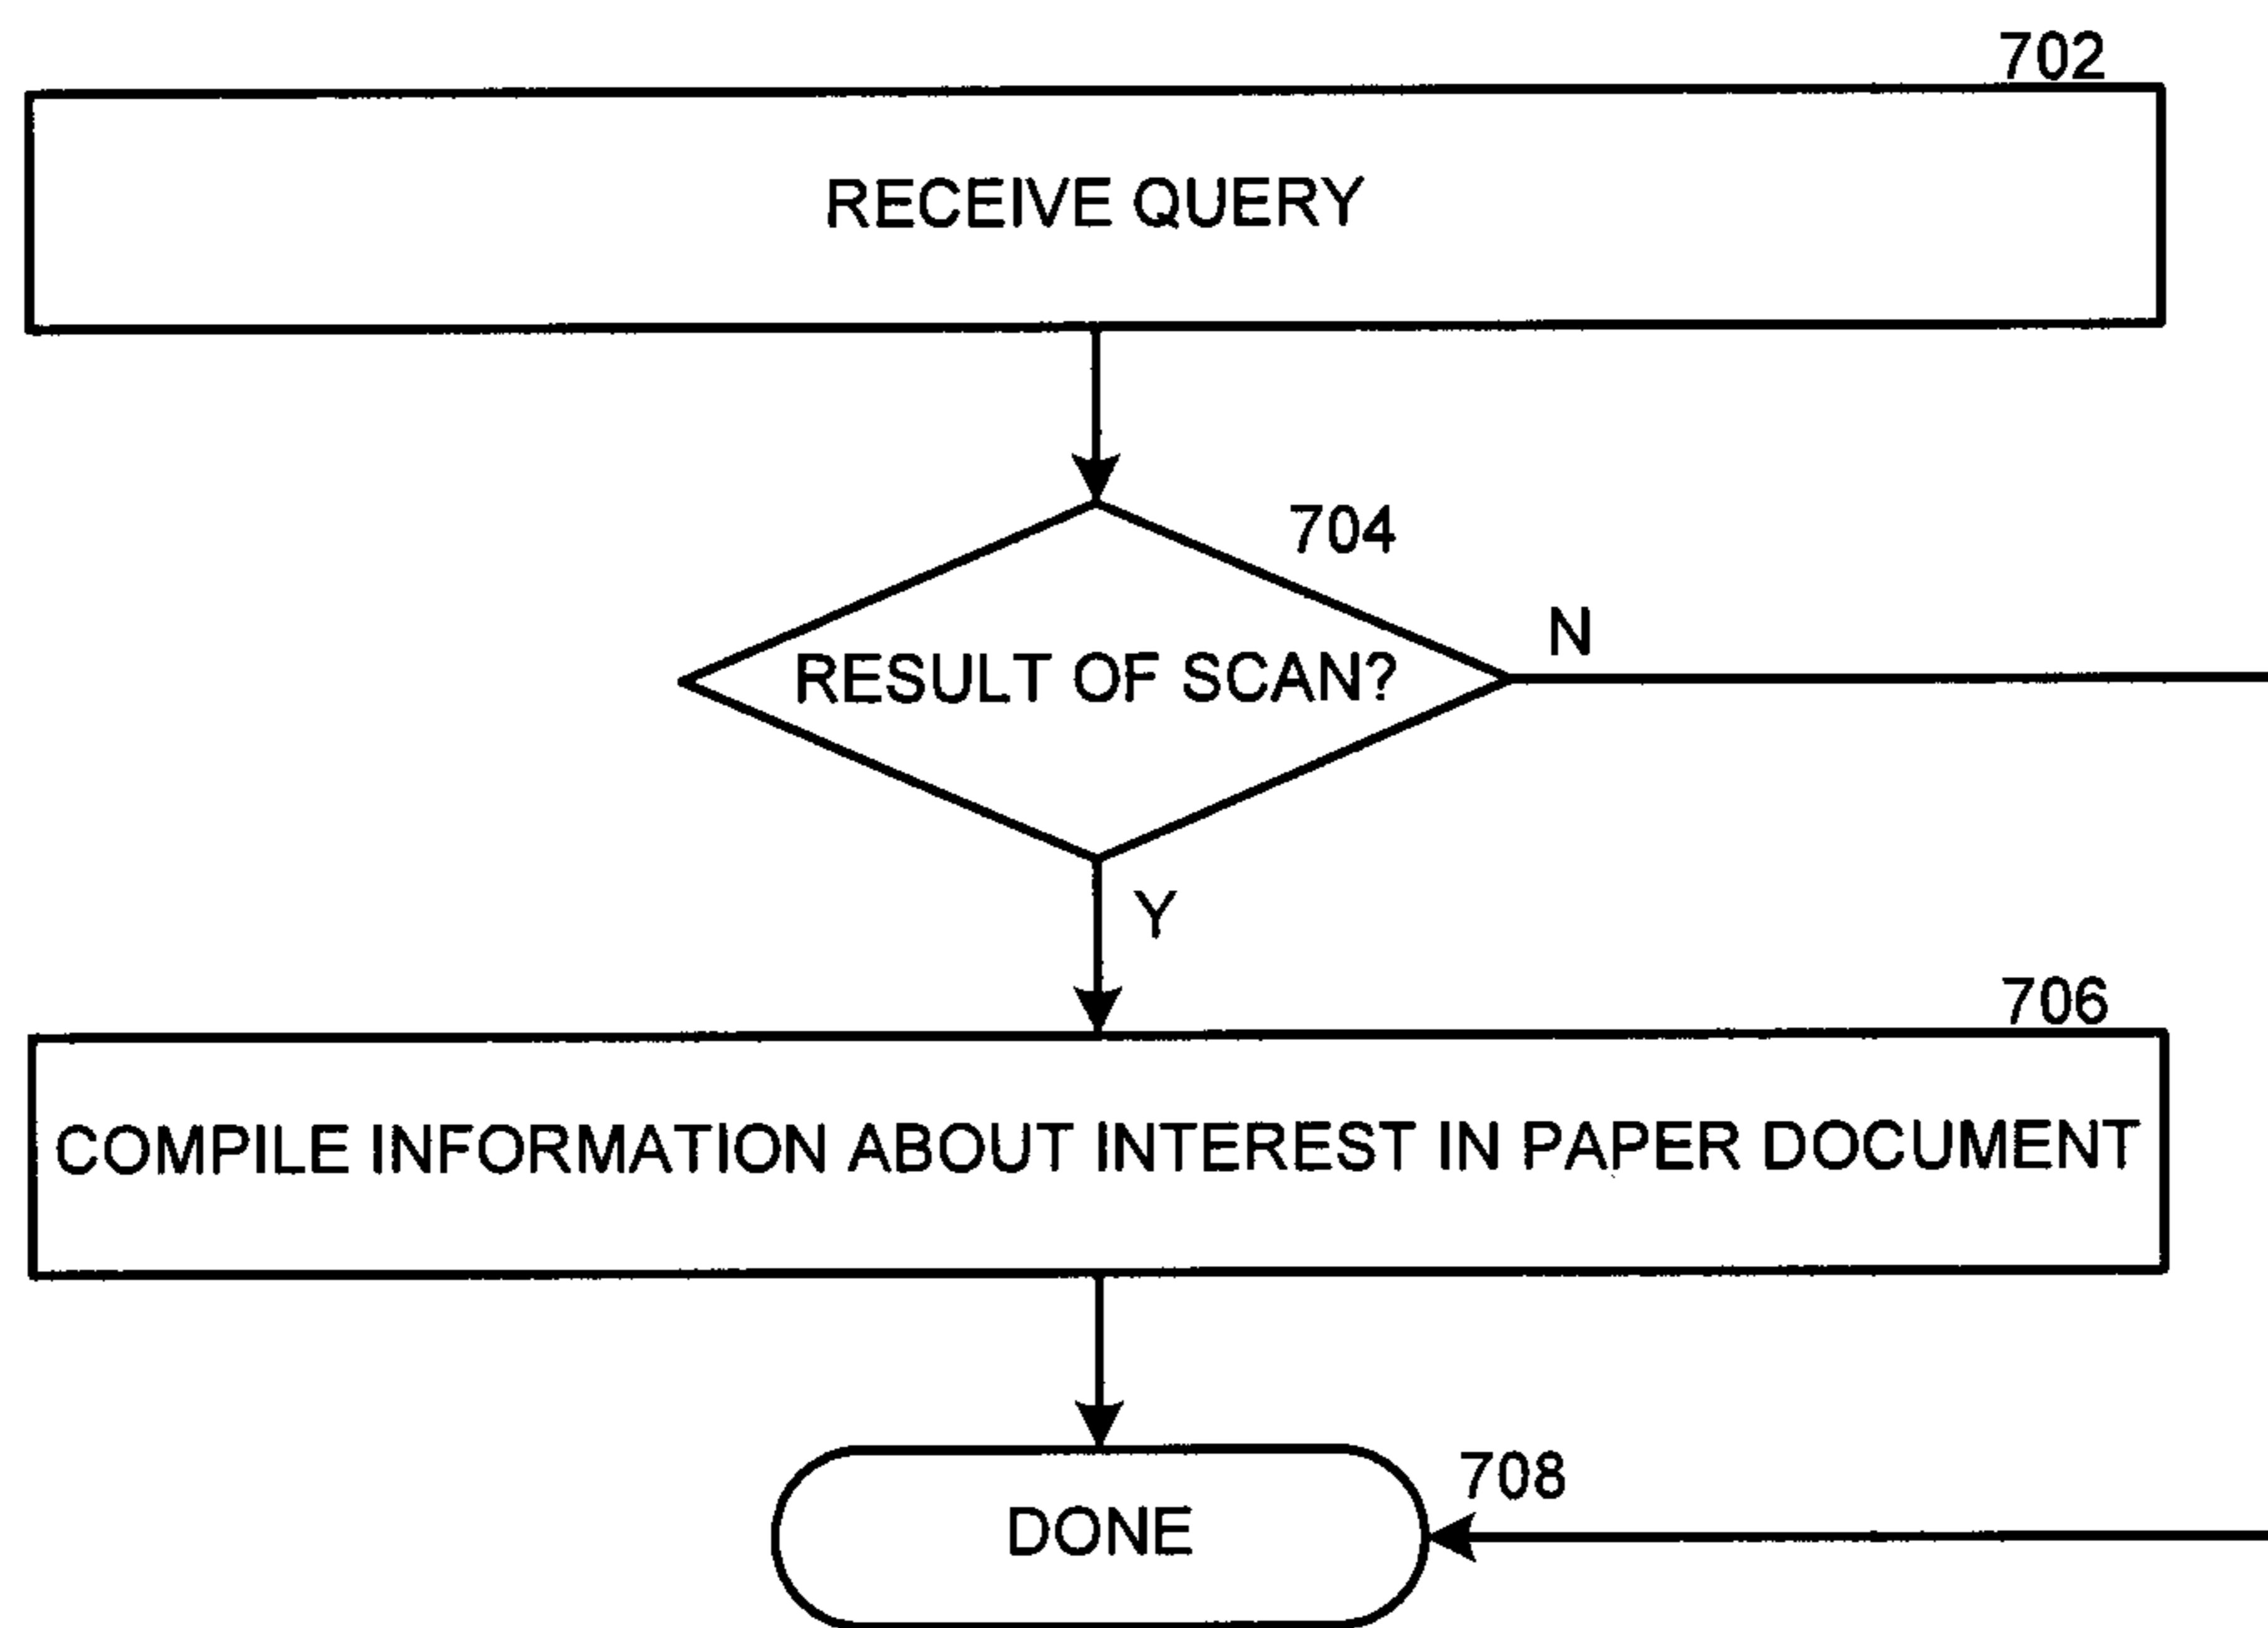 702
RECEIVE QUERY
704
N
RESULT OF SCAN?
Y
706
COMPILE INFORMATION ABOUT INTEREST IN PAPER DOCUMENT
708
DONE